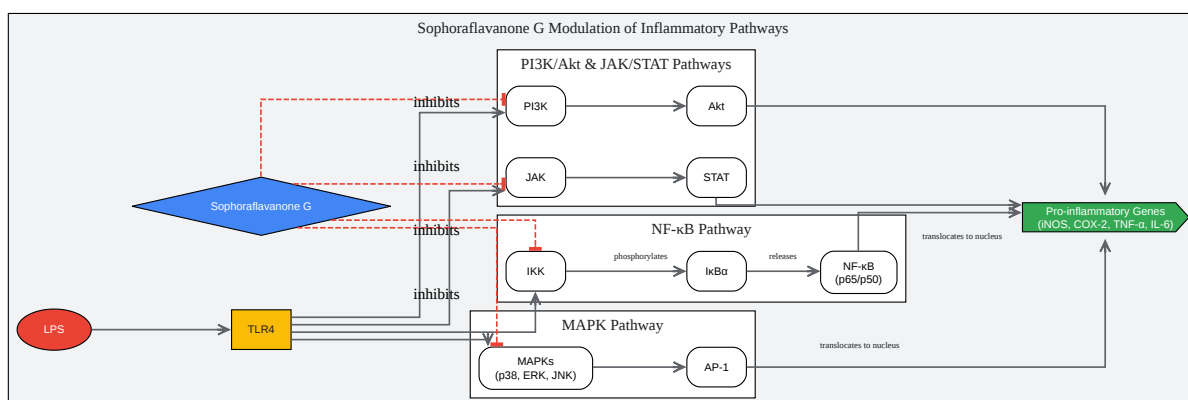 Sophoraflavanone G Modulation of Inflammatory Pathways
PI3K/Akt & JAK/STAT Pathways
inhibits
PI3K
Akt
inhibits
JAK
STAT
Sophoraflavanone G
Pro-inflammatory Genes
(iNOS, COX-2, TNF-α, IL-6)
NF-κB Pathway
inhibits
translocates to nucleus
IKK
phosphorylates
IκBα
releases
NF-κB
(p65/p50)
inhibits
LPS
TLR4
MAPK Pathway
translocates to nucleus
MAPKs
(p38, ERK, JNK)
AP-1